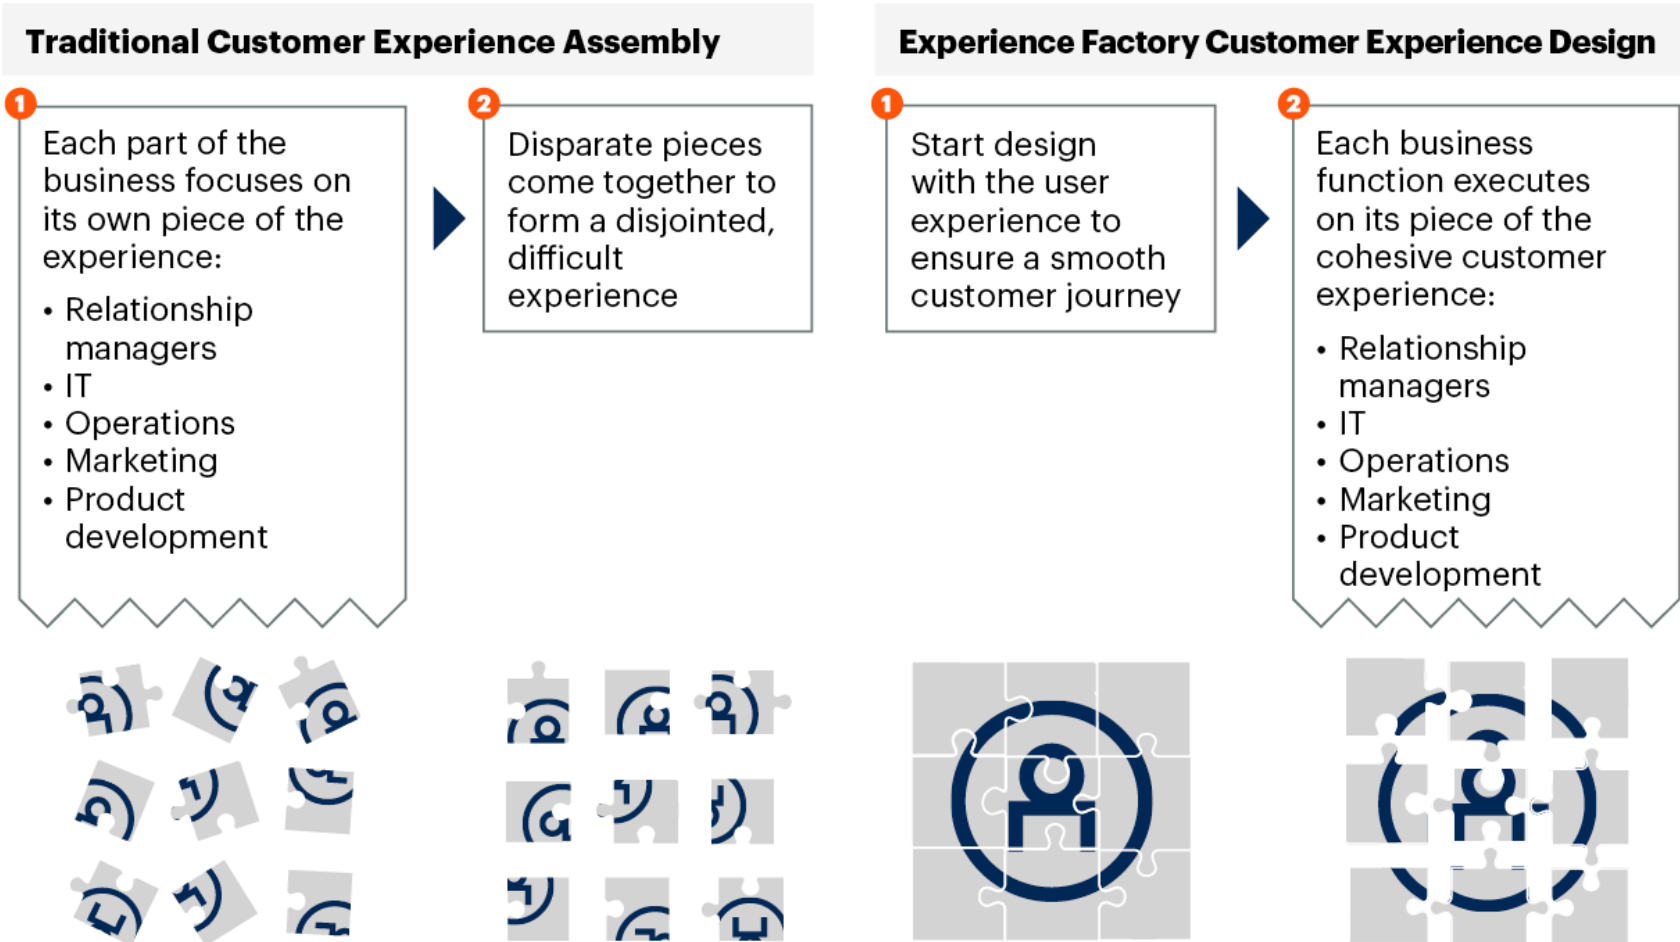 Traditional Customer Experience Assembly
1
Each part of the
business focuses on
its own piece of the
experience:
• Relationship
managers
• IT
• Operations
• Marketing
• Product
development
2
Disparate pieces
come together to
form a disjointed,
difficult
experience
Experience Factory Customer Experience Design
1
Start design
with the user
experience to
ensure a smooth
customer journey
2
Each business
function executes
on its piece of the
cohesive customer
experience:
• Relationship
managers
• IT
• Operations
• Marketing
• Product
development